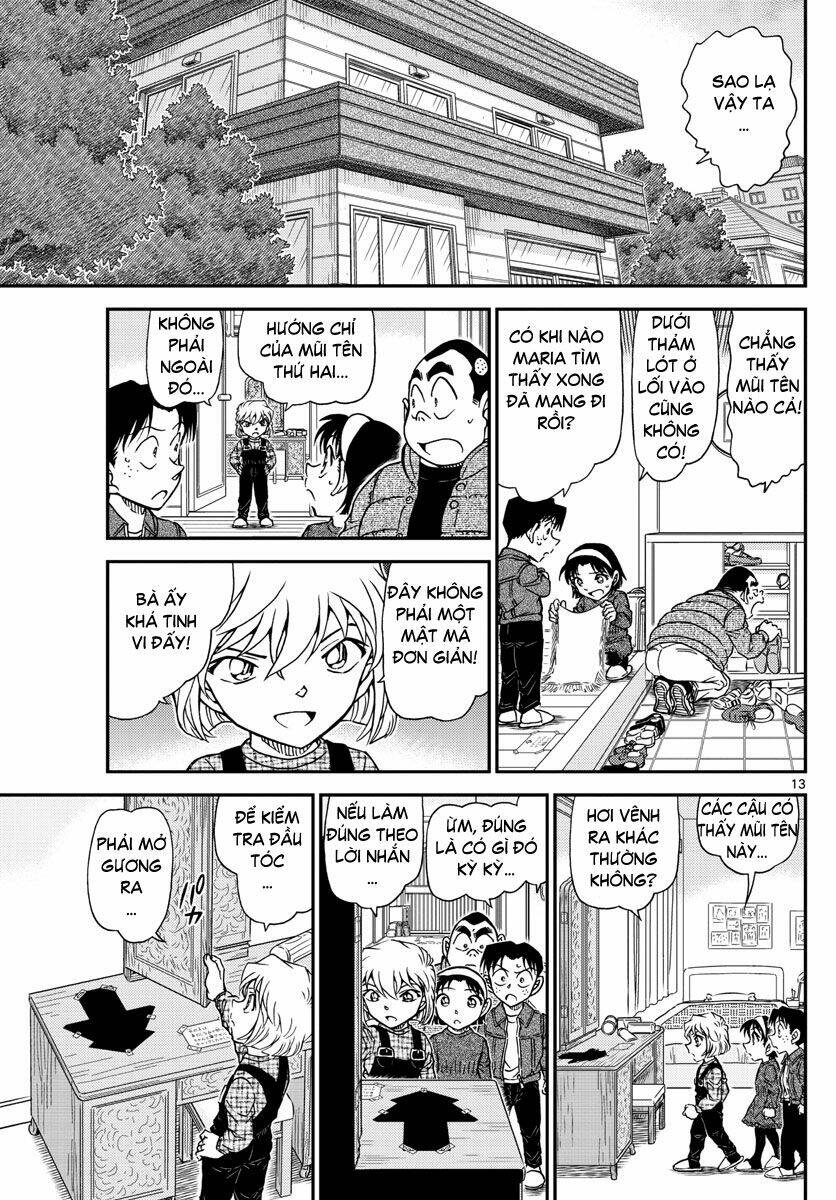 SAO LẠ
VẬY TA
...
CHẲNG
THẤY
MŨI TÊN
NÀO CẢ!
DƯỚI
THẢM
LÓT Ở
LỐI VÀO
CŨNG
KHÔNG
CÓ!
CÓ KHI NÀO
MARIA TÌM
THẤY XONG
ĐÃ MANG ĐI
RỒI?
HƯỚNG CHỈ
CỦA MŨI TÊN
THỨ HAI...
KHÔNG
PHẢI
NGOÀI
ĐÓ...
ĐÂY KHÔNG
PHẢI MỘT
MẬT MÃ
ĐƠN GIẢN!
BÀ ẤY
KHÁ TINH
VI ĐẤY!
13
CÁC CẬU CÓ
THẤY MŨI TÊN
NÀY...
HƠI VÊNH
RA KHÁC
THƯỜNG
KHÔNG?
ỪM, ĐÚNG
LÀ CÓ GÌ ĐÓ
KỲ KỲ...
NẾU LÀM
ĐÚNG THEO
LỜI NHẮN
...
ĐỂ KIỂM
TRA ĐẦU
TÓC
...
PHẢI MỞ
GƯƠNG
RA
...